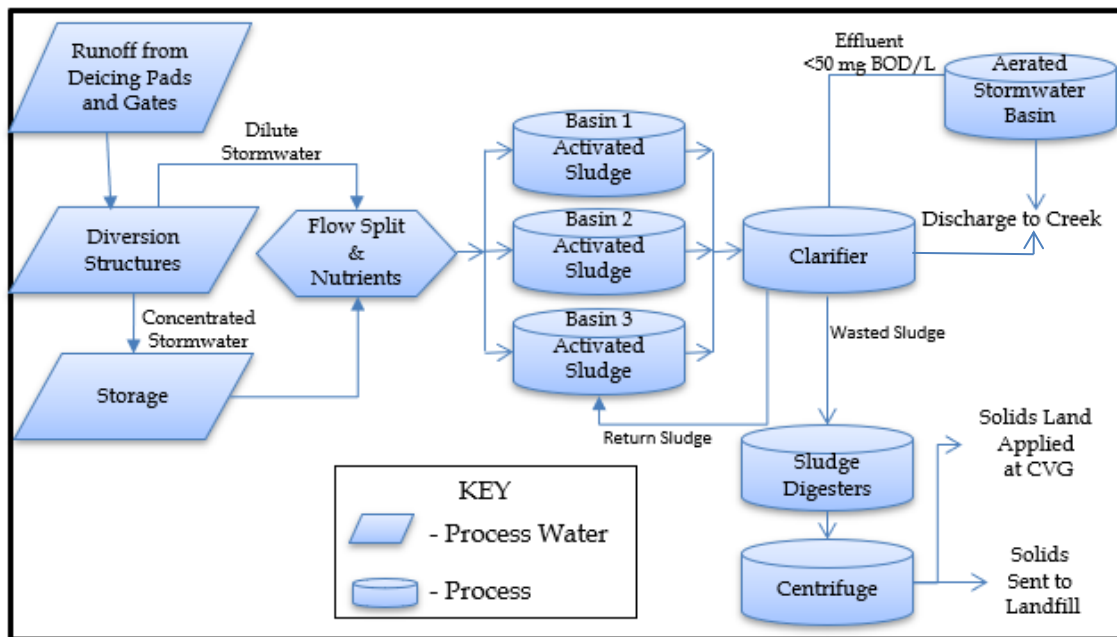 Runoff from
Deicing Pads
and Gates
Dilute
Stormwater
Diversion
Structures
Concentrated
Stormwater
Storage
Flow Split
&
Nutrients
Basin 1
Activated
Sludge
Basin 2
Activated
Sludge
Basin 3
Activated
Sludge
Return Sludge
Effluent
<50 mg BOD/L
Aerated
Stormwater
Basin
Discharge to Creek
Clarifier
Wasted Sludge
Sludge
Digesters
Centrifuge
Solids Land
Applied
at CVG
Solids
Sent to
Landfill
KEY
- Process Water
- Process